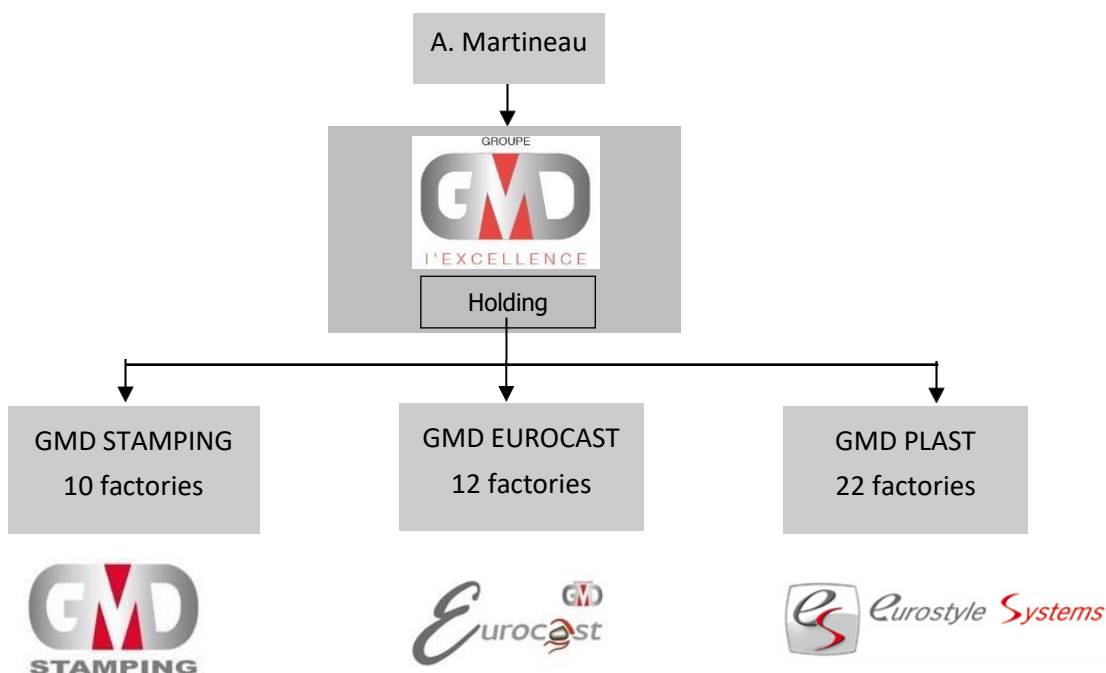 A. Martineau
GROUPE
GMD
l'EXCELLENCE
Holding
GMD STAMPING
10 factories
GMD EUROCAST
12 factories
GMD PLAST
22 factories
GMD
STAMPING
GROUPE
GMD
Eurocast
es eurostyle Systems